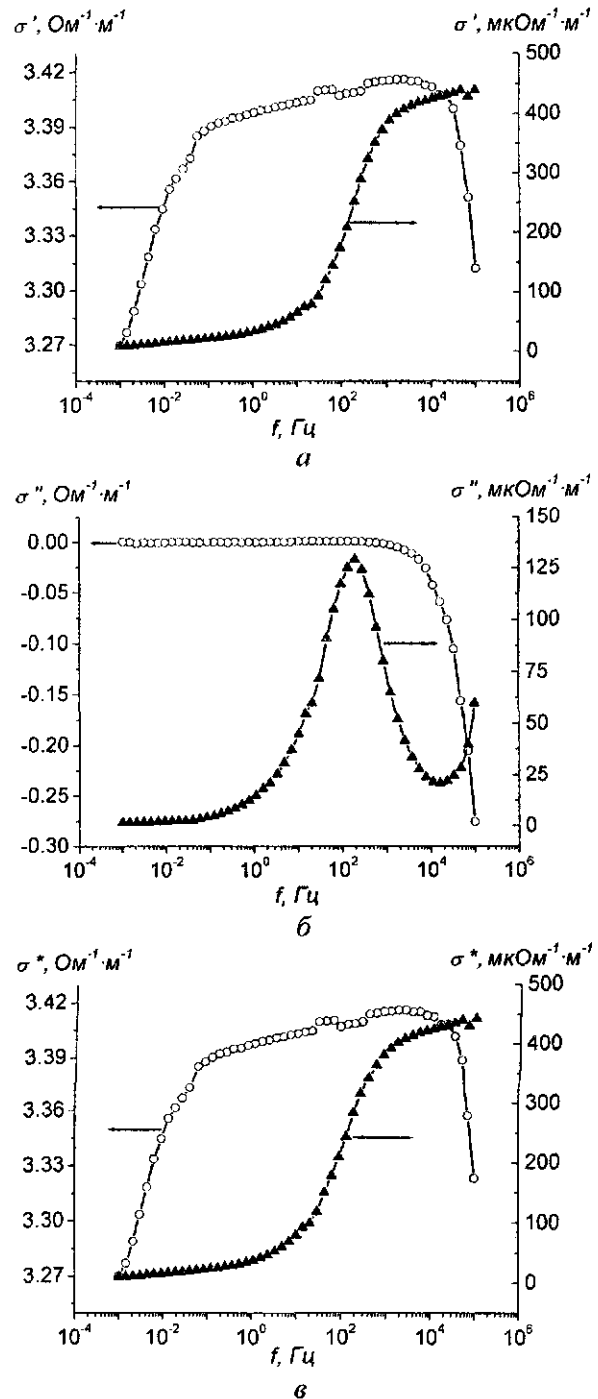 σ', Ом⁻¹·м⁻¹ σ', мкОм⁻¹·м⁻¹
3.42 500
3.39 400
3.36 300
3.33 200
3.30 100
3.27 0
10⁻⁴ 10⁻² 10⁰ 10² 10⁴ 10⁶
f, Гц
а
σ'', Ом⁻¹·м⁻¹ σ'', мкОм⁻¹·м⁻¹
0.00 150
-0.05 125
-0.10 100
-0.15 75
-0.20 50
-0.25 25
-0.30 0
10⁻⁴ 10⁻² 10⁰ 10² 10⁴ 10⁶
f, Гц
б
σ*, Ом⁻¹·м⁻¹ σ*, мкОм⁻¹·м⁻¹
3.42 500
3.39 400
3.36 300
3.33 200
3.30 100
3.27 0
10⁻⁴ 10⁻² 10⁰ 10² 10⁴ 10⁶
f, Гц
в